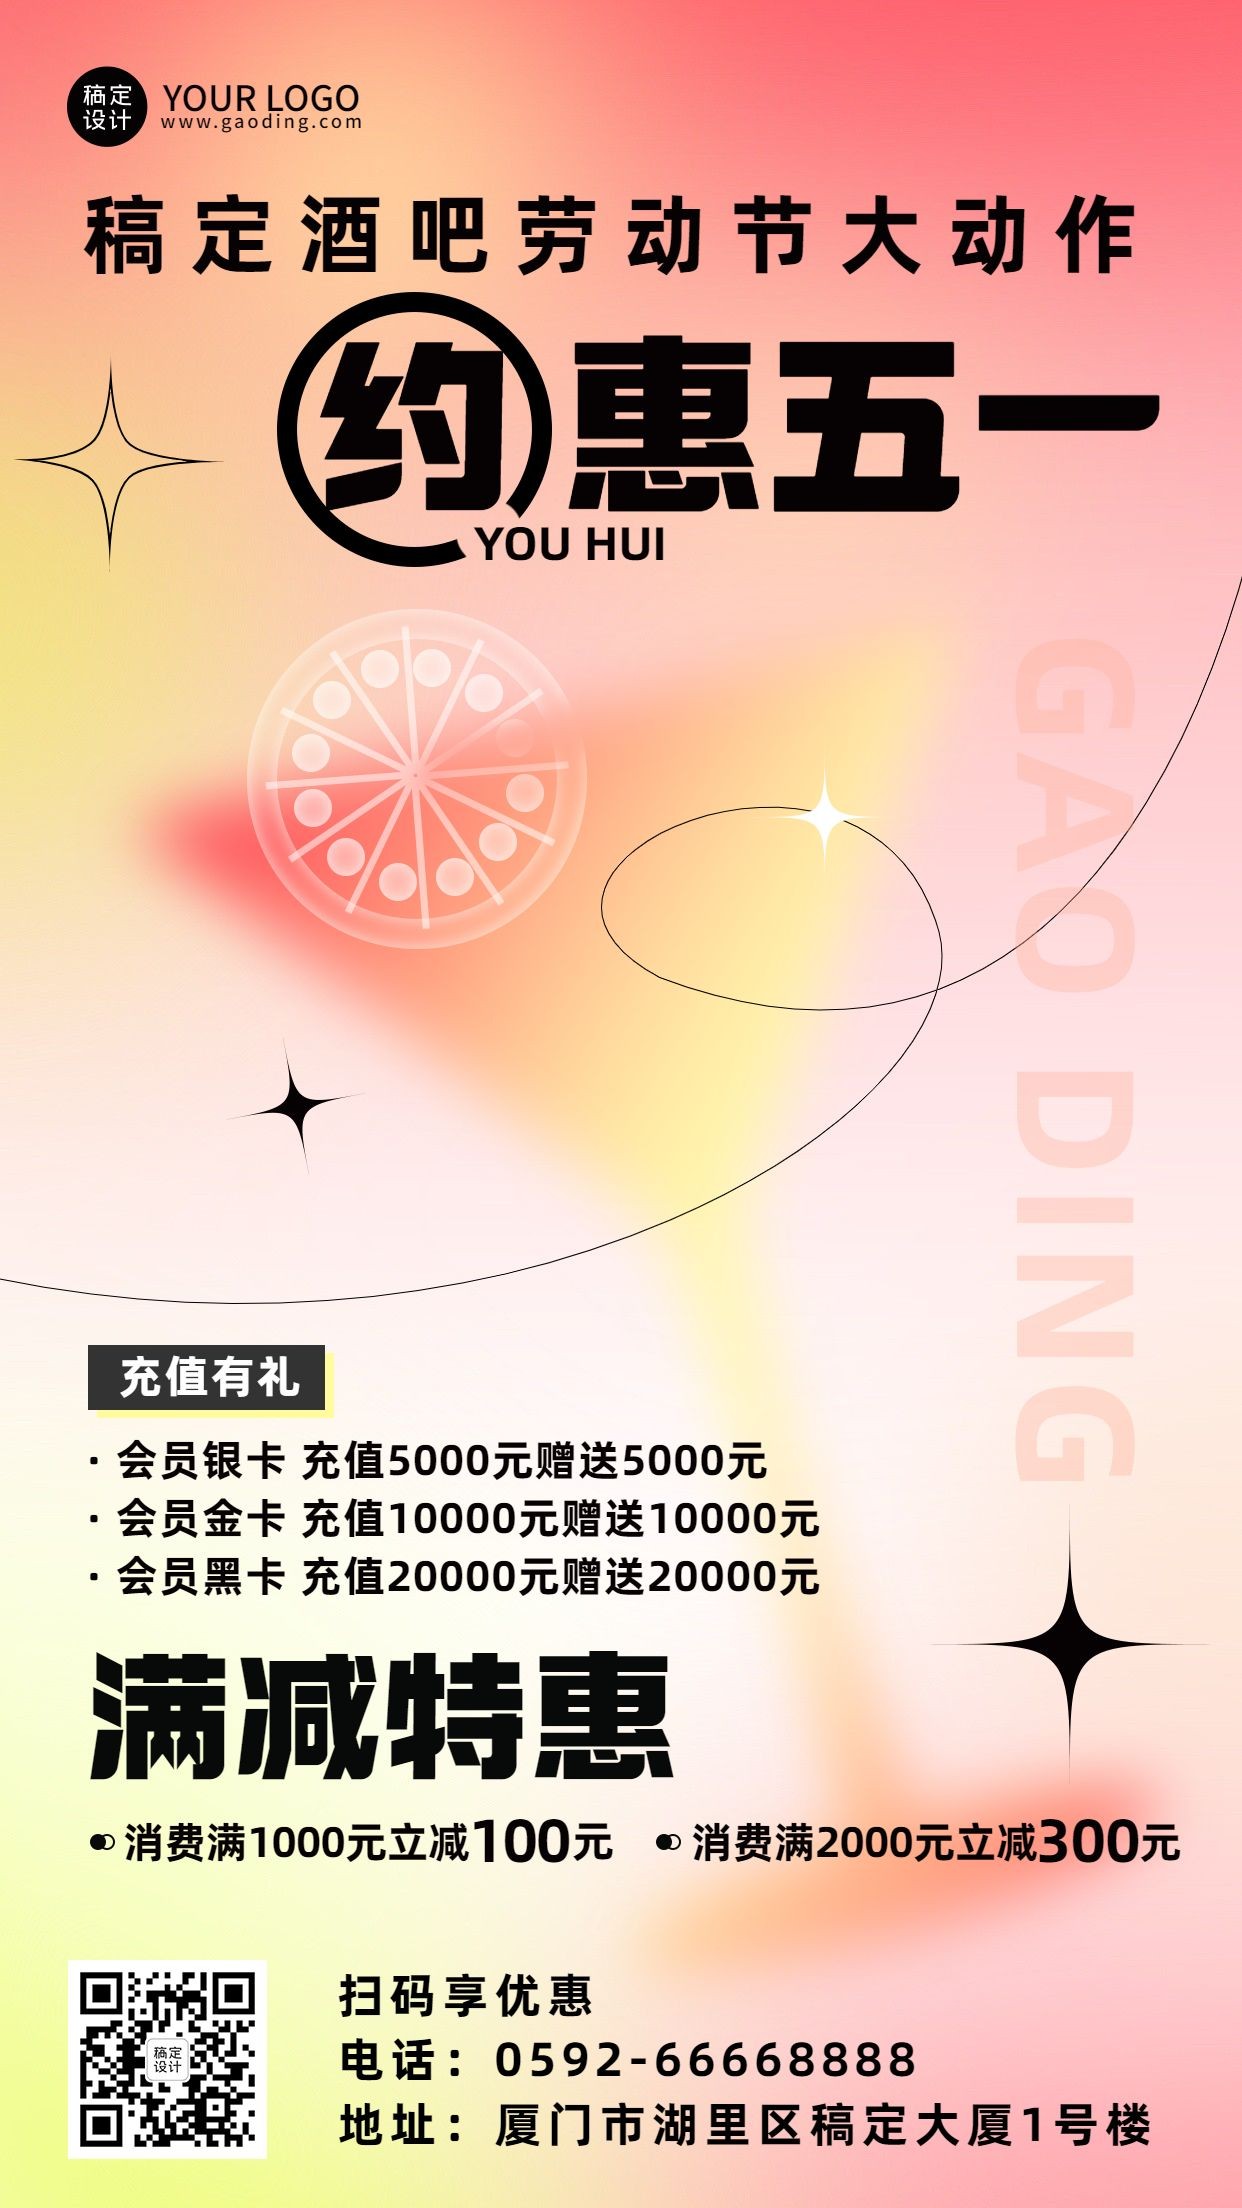 稿定
设计
YOUR LOGO
www.gaoding.com
稿定酒吧劳动节大动作
约惠五一
YOU HUI
GAO DING
充值有礼
· 会员银卡 充值5000元赠送5000元
· 会员金卡 充值10000元赠送10000元
· 会员黑卡 充值20000元赠送20000元
满减特惠
消费满1000元立减100元
消费满2000元立减300元
稿定
设计
扫码享优惠
电话：0592-66668888
地址：厦门市湖里区稿定大厦1号楼